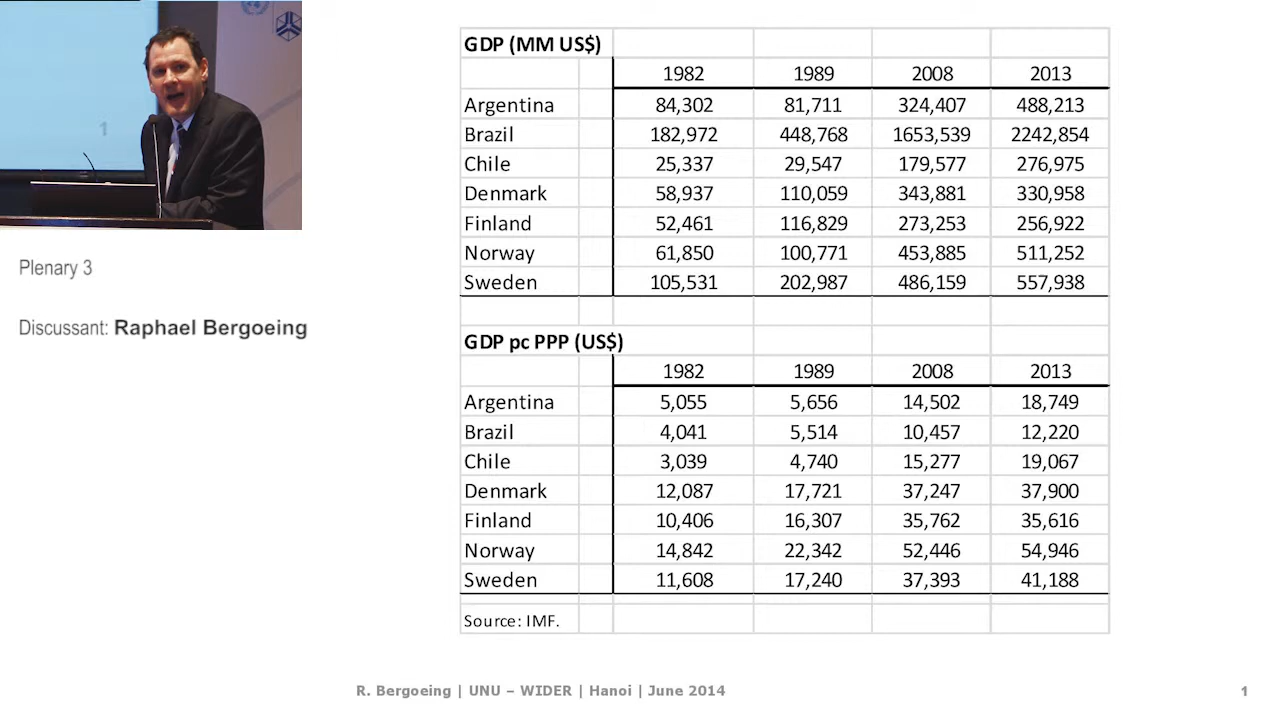 1
Plenary 3
Discussant: Raphael Bergoeing
GDP (MM US$)
1982 1989 2008 2013
Argentina 84,302 81,711 324,407 488,213
Brazil 182,972 448,768 1653,539 2242,854
Chile 25,337 29,547 179,577 276,975
Denmark 58,937 110,059 343,881 330,958
Finland 52,461 116,829 273,253 256,922
Norway 61,850 100,771 453,885 511,252
Sweden 105,531 202,987 486,159 557,938
GDP pc PPP (US$)
1982 1989 2008 2013
Argentina 5,055 5,656 14,502 18,749
Brazil 4,041 5,514 10,457 12,220
Chile 3,039 4,740 15,277 19,067
Denmark 12,087 17,721 37,247 37,900
Finland 10,406 16,307 35,762 35,616
Norway 14,842 22,342 52,446 54,946
Sweden 11,608 17,240 37,393 41,188
Source: IMF.
R. Bergoeing | UNU – WIDER | Hanoi | June 2014
1